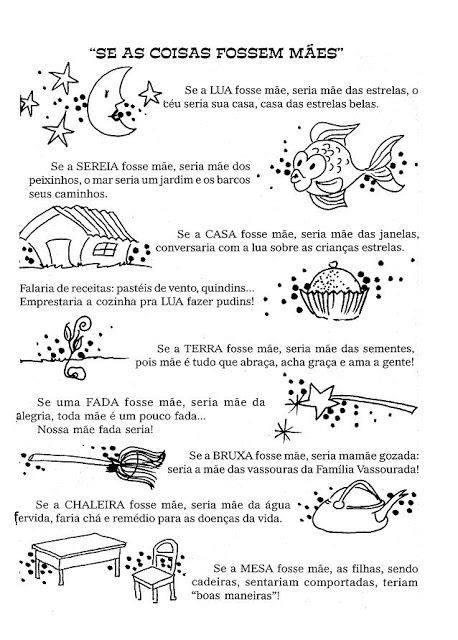 “SE AS COISAS FOSSEM MÃES”
Se a LUA fosse mãe, seria mãe das estrelas, o
céu seria sua casa, casa das estrelas belas.
Se a SEREIA fosse mãe, seria mãe dos
peixinhos, o mar seria um jardim e os barcos
seus caminhos.
Se a CASA fosse mãe, seria mãe das janelas,
conversaria com a lua sobre as crianças estrelas.
Falaria de receitas: pastéis de vento, quindins...
Emprestaria a cozinha pra LUA fazer pudins!
Se a TERRA fosse mãe, seria mãe das sementes,
pois mãe é tudo que abraça, acha graça e ama a gente!
Se uma FADA fosse mãe, seria mãe da
alegria, toda mãe é um pouco fada...
Nossa mãe fada seria!
Se a BRUXA fosse mãe, seria mamãe gozada:
seria a mãe das vassouras da Família Vassourada!
Se a CHALEIRA fosse mãe, seria mãe da água
fervida, faria chá e remédio para as doenças da vida.
Se a MESA fosse mãe, as filhas, sendo
cadeiras, sentariam comportadas, teriam
“boas maneiras”!